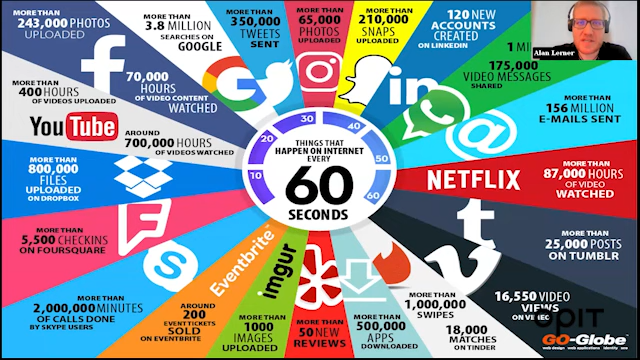 MORE THAN
243,000 PHOTOS
UPLOADED
70,000
HOURS
OF VIDEO CONTENT
WATCHED
MORE THAN
3.8 MILLION
SEARCHES ON
GOOGLE
MORE THAN
350,000
TWEETS
SENT
MORE THAN
65,000
PHOTOS
UPLOADED
MORE THAN
210,000
SNAPS
UPLOADED
120 NEW
ACCOUNTS
CREATED
ON LINKEDIN
in
Alan Lerner
175,000
VIDEO MESSAGES
SHARED
MORE THAN
156 MILLION
E-MAILS SENT
NETFLIX
MORE THAN
87,000 HOURS
OF VIDEO
WATCHED
MORE THAN
25,000 POSTS
ON TUMBLR
16,550 VIDEO
VIEWS
MORE THAN
1,000,000
SWIPES
18,000
MATCHES
ON TINDER
MORE THAN
500,000
APPS
DOWNLOADED
MORE THAN
50 NEW
REVIEWS
imgur
MORE THAN
1000
IMAGES
UPLOADED
Eventbrite
AROUND
200
EVENT TICKETS
SOLD
ON EVENTBRITE
MORE THAN
2,000,000 MINUTES
OF CALLS DONE
BY SKYPE USERS
MORE THAN
5,500 CHECKINS
ON FOURSQUARE
MORE THAN
800,000
FILES
UPLOADED
ON DROPBOX
MORE THAN
400 HOURS
OF VIDEOS UPLOADED
YouTube
AROUND
700,000 HOURS
OF VIDEOS WATCHED
10
20
30
40
50
60
THINGS THAT
HAPPEN ON INTERNET
EVERY
60
SECONDS
GO-Globe